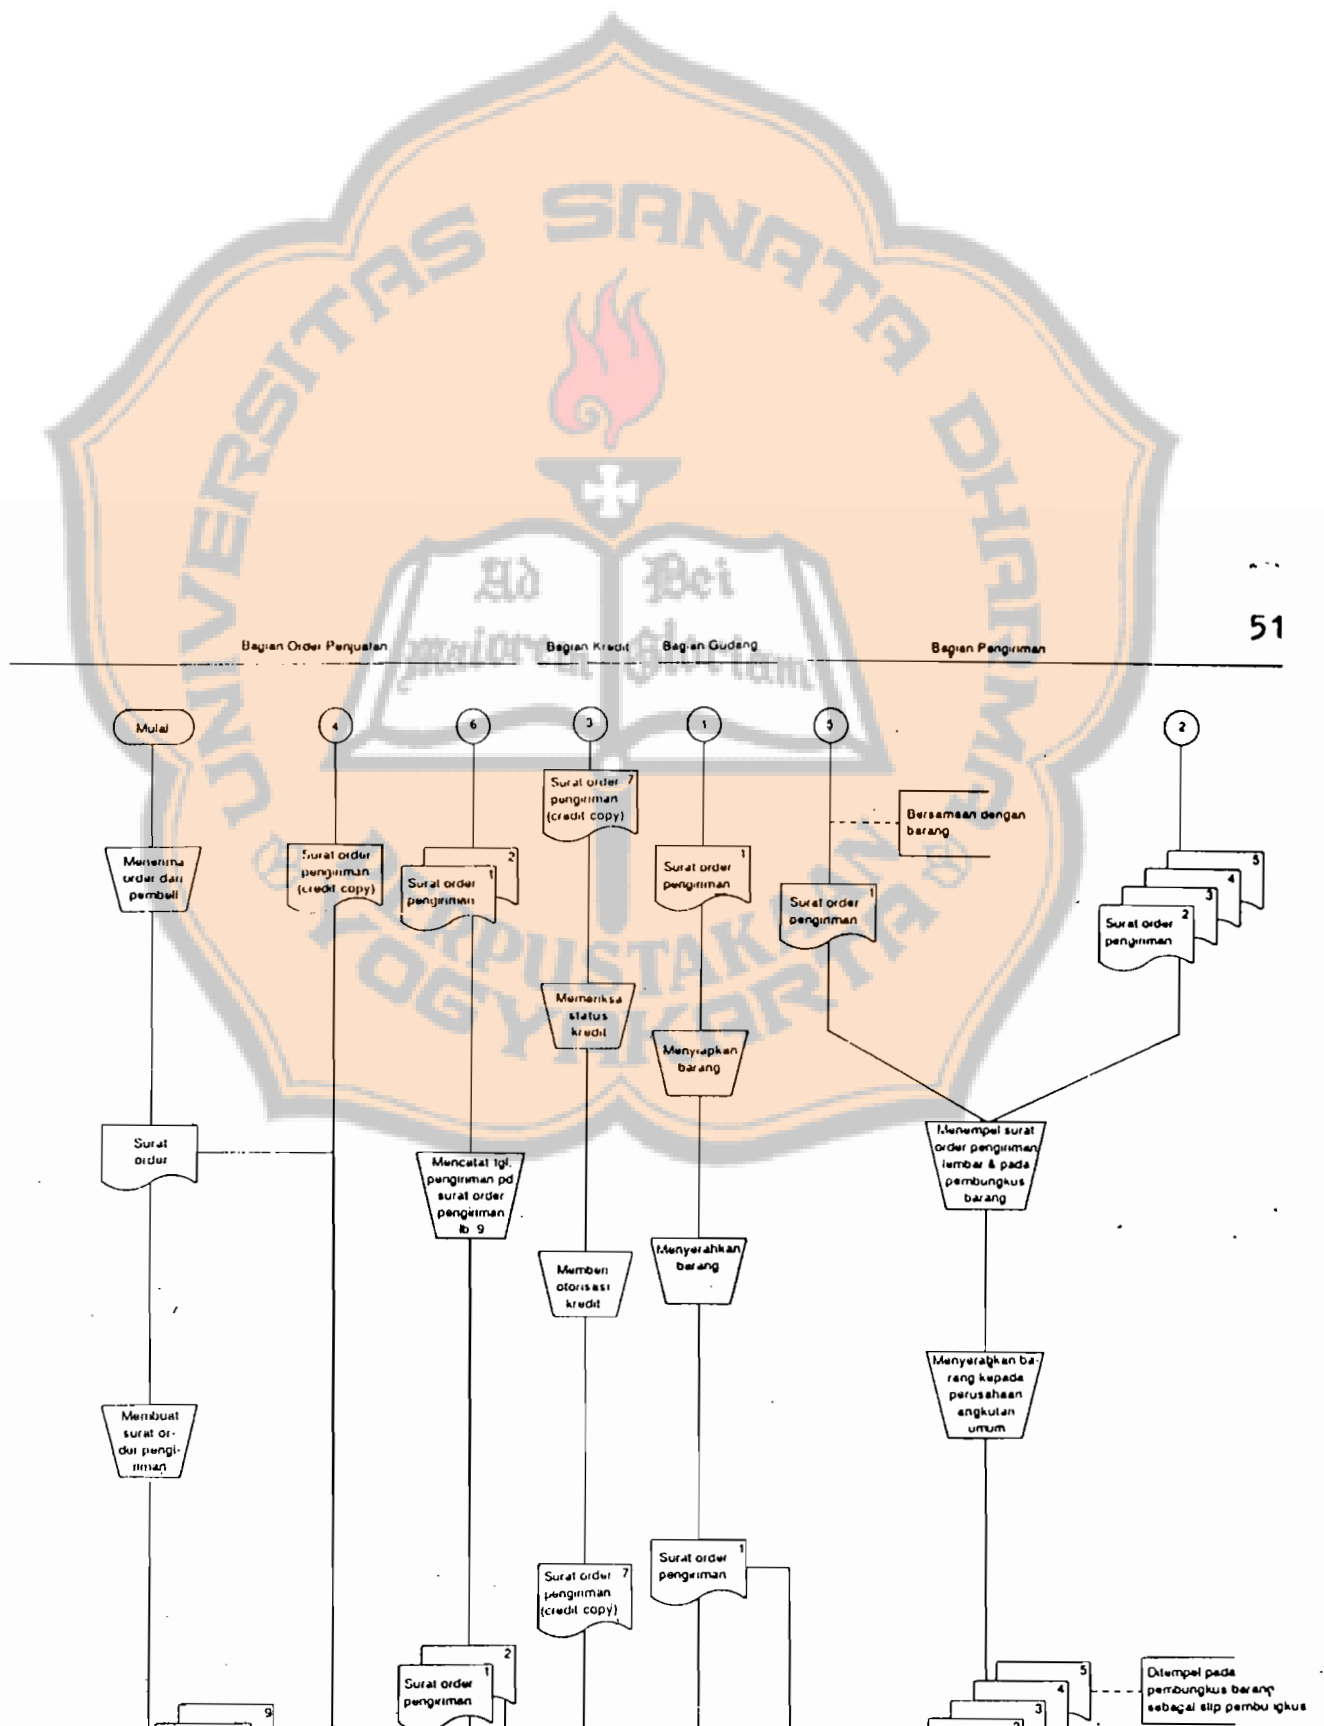 UNIVERSITAS SANATA DHARMA
YOGYAKARTA
PERPUSTAKAAN
Ad
Dei
maiorem
gloriam
51
Bagian Order Penjualan
Bagian Kredit
Bagian Gudang
Bagian Pengiriman
Mulai
4
6
3
1
5
2
Surat order 7
pengiriman
(credit copy)
Bersamaan dengan
barang
Menerima
order dari
pembeli
Surat order
pengiriman
(credit copy)
2
Surat order 1
pengiriman
Surat order 1
pengiriman
Surat order 1
pengiriman
5
4
3
Surat order 2
pengiriman
Memeriksa
status
kredit
Menyiapkan
barang
Surat
order
Mencatat tgl.
pengiriman pd
surat order
pengiriman
lb 9
Menempel surat
order pengiriman
lembar & pada
pembungkus
barang
Memberi
otorisasi
kredit
Menyerahkan
barang
Menyerahkan ba-
rang kepada
perusahaan
angkutan
umum
Membuat
surat or-
der pengi-
riman
Surat order 7
pengiriman
(credit copy)
Surat order 1
pengiriman
2
Surat order 1
pengiriman
5
4
3
2
Ditempel pada
pembungkus barang
sebagai slip pembungkus
9